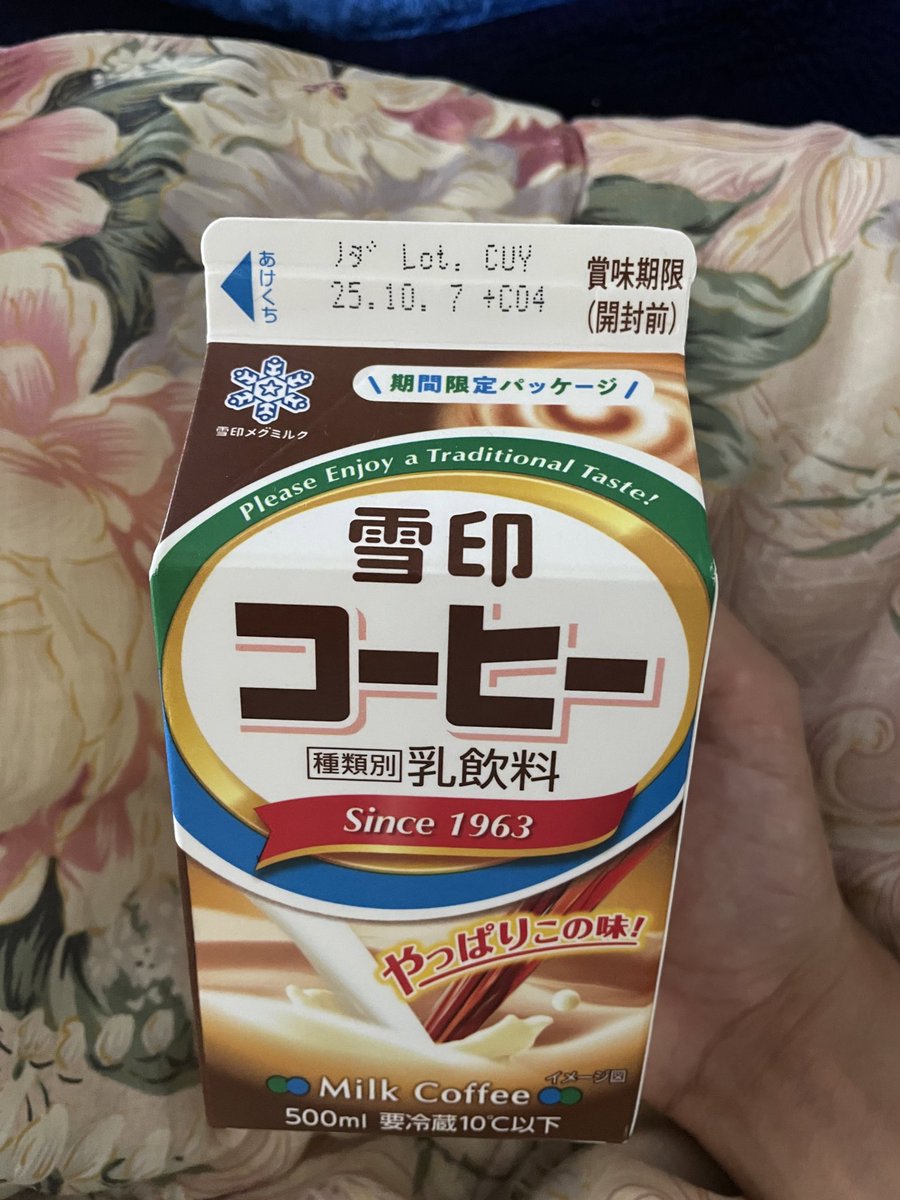 あけくち
ﾉﾀﾞ Lot. CUY
25.10. 7 +C04
賞味期限
(開封前)
雪印メグミルク
\ 期間限定パッケージ /
Please Enjoy a Traditional Taste!
雪印
コーヒー
種類別 乳飲料
Since 1963
やっぱりこの味!
イメージ図
Milk Coffee
500ml 要冷蔵10℃以下